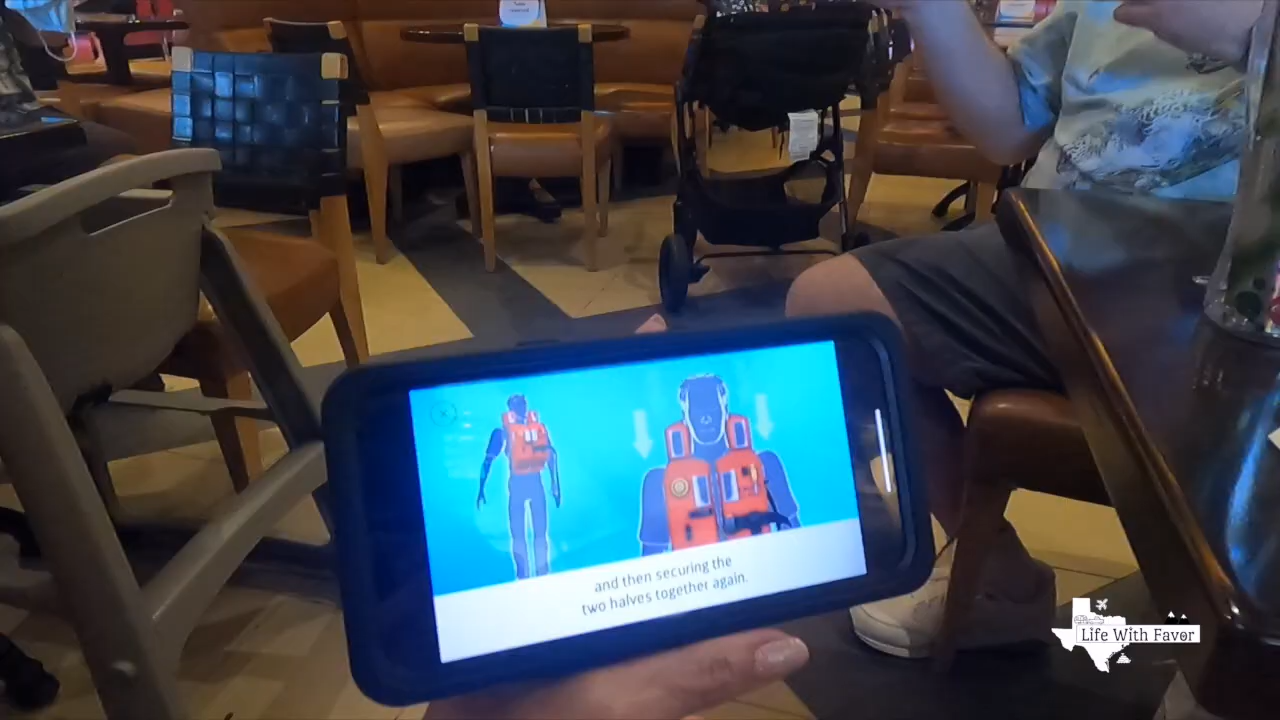 and then securing the
two halves together again.
Life With Favor